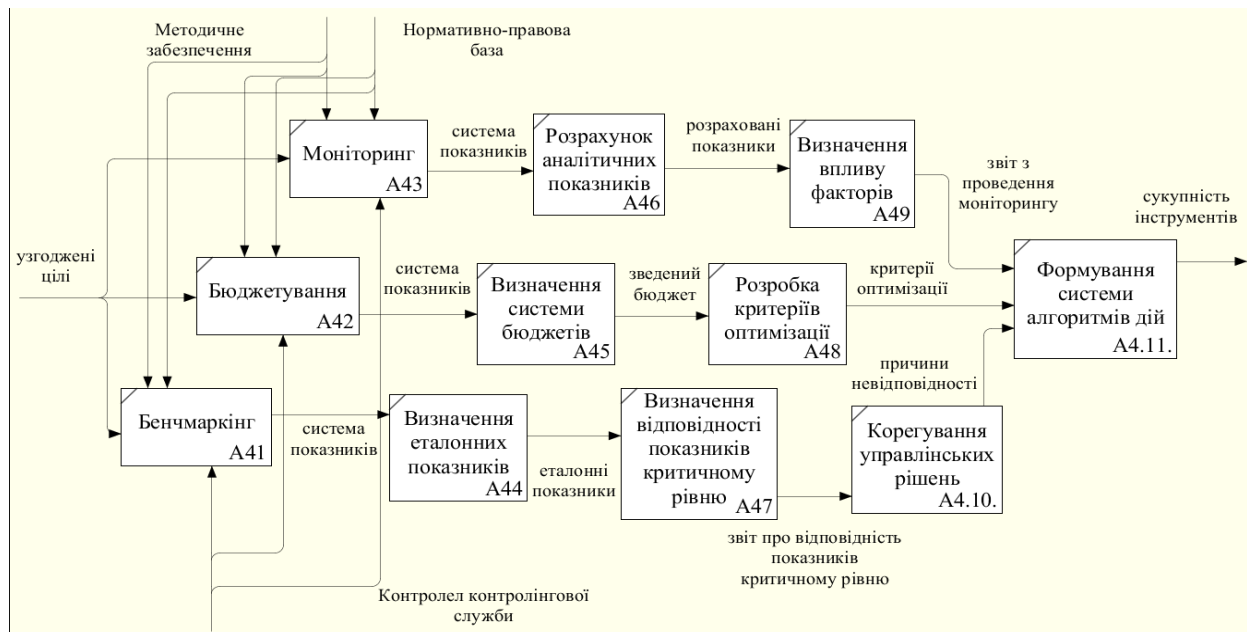 Методичне
забезпечення
Нормативно-правова
база
Моніторинг
A43
система
показників
Розрахунок
аналітичних
показників
A46
розраховані
показники
Визначення
впливу
факторів
A49
звіт з
проведення
моніторингу
сукупність
інструментів
узгоджені
цілі
Бюджетування
A42
система
показників
Визначення
системи
бюджетів
A45
зведений
бюджет
Розробка
критеріїв
оптимізації
A48
критерії
оптимізації
Формування
системи
алгоритмів дій
A4.11.
Бенчмаркінг
A41
система
показників
Визначення
еталонних
показників
A44
еталонні
показники
Визначення
відповідності
показників
критичному
рівню
A47
звіт про відповідність
показників
критичному рівню
причини
невідповідності
Корегування
управлінських
рішень
A4.10.
Контролел контролінгової
служби